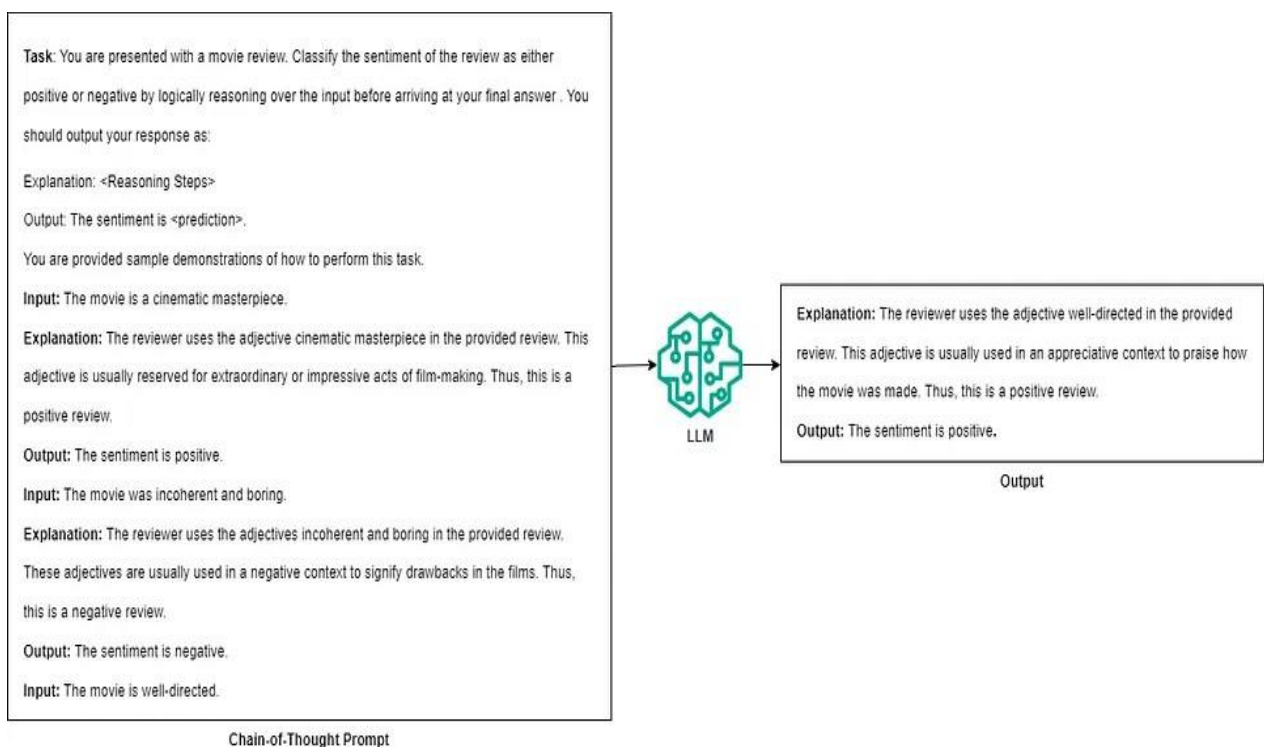 Task: You are presented with a movie review. Classify the sentiment of the review as either
positive or negative by logically reasoning over the input before arriving at your final answer . You
should output your response as:
Explanation: <Reasoning Steps>
Output: The sentiment is <prediction>.
You are provided sample demonstrations of how to perform this task.
Input: The movie is a cinematic masterpiece.
Explanation: The reviewer uses the adjective cinematic masterpiece in the provided review. This
adjective is usually reserved for extraordinary or impressive acts of film-making. Thus, this is a
positive review.
Output: The sentiment is positive.
Input: The movie was incoherent and boring.
Explanation: The reviewer uses the adjectives incoherent and boring in the provided review.
These adjectives are usually used in a negative context to signify drawbacks in the films. Thus,
this is a negative review.
Output: The sentiment is negative.
Input: The movie is well-directed.
Chain-of-Thought Prompt
LLM
Explanation: The reviewer uses the adjective well-directed in the provided
review. This adjective is usually used in an appreciative context to praise how
the movie was made. Thus, this is a positive review.
Output: The sentiment is positive.
Output